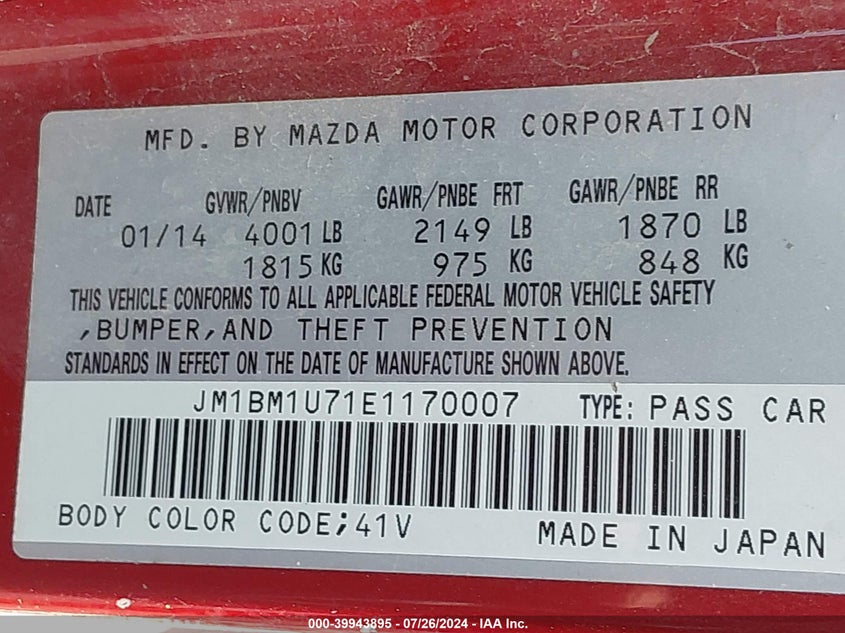 MFD. BY MAZDA MOTOR CORPORATION
DATE GVWR/PNBV GAWR/PNBE FRT GAWR/PNBE RR
01/14 4001 LB 2149 LB 1870 LB
1815 KG 975 KG 848 KG
THIS VEHICLE CONFORMS TO ALL APPLICABLE FEDERAL MOTOR VEHICLE SAFETY
,BUMPER,AND THEFT PREVENTION
STANDARDS IN EFFECT ON THE DATE OF MANUFACTURE SHOWN ABOVE.
JM1BM1U71E1170007 TYPE: PASS CAR
BODY COLOR CODE;41V MADE IN JAPAN
000-39943895 - 07/26/2024 - IAA Inc.